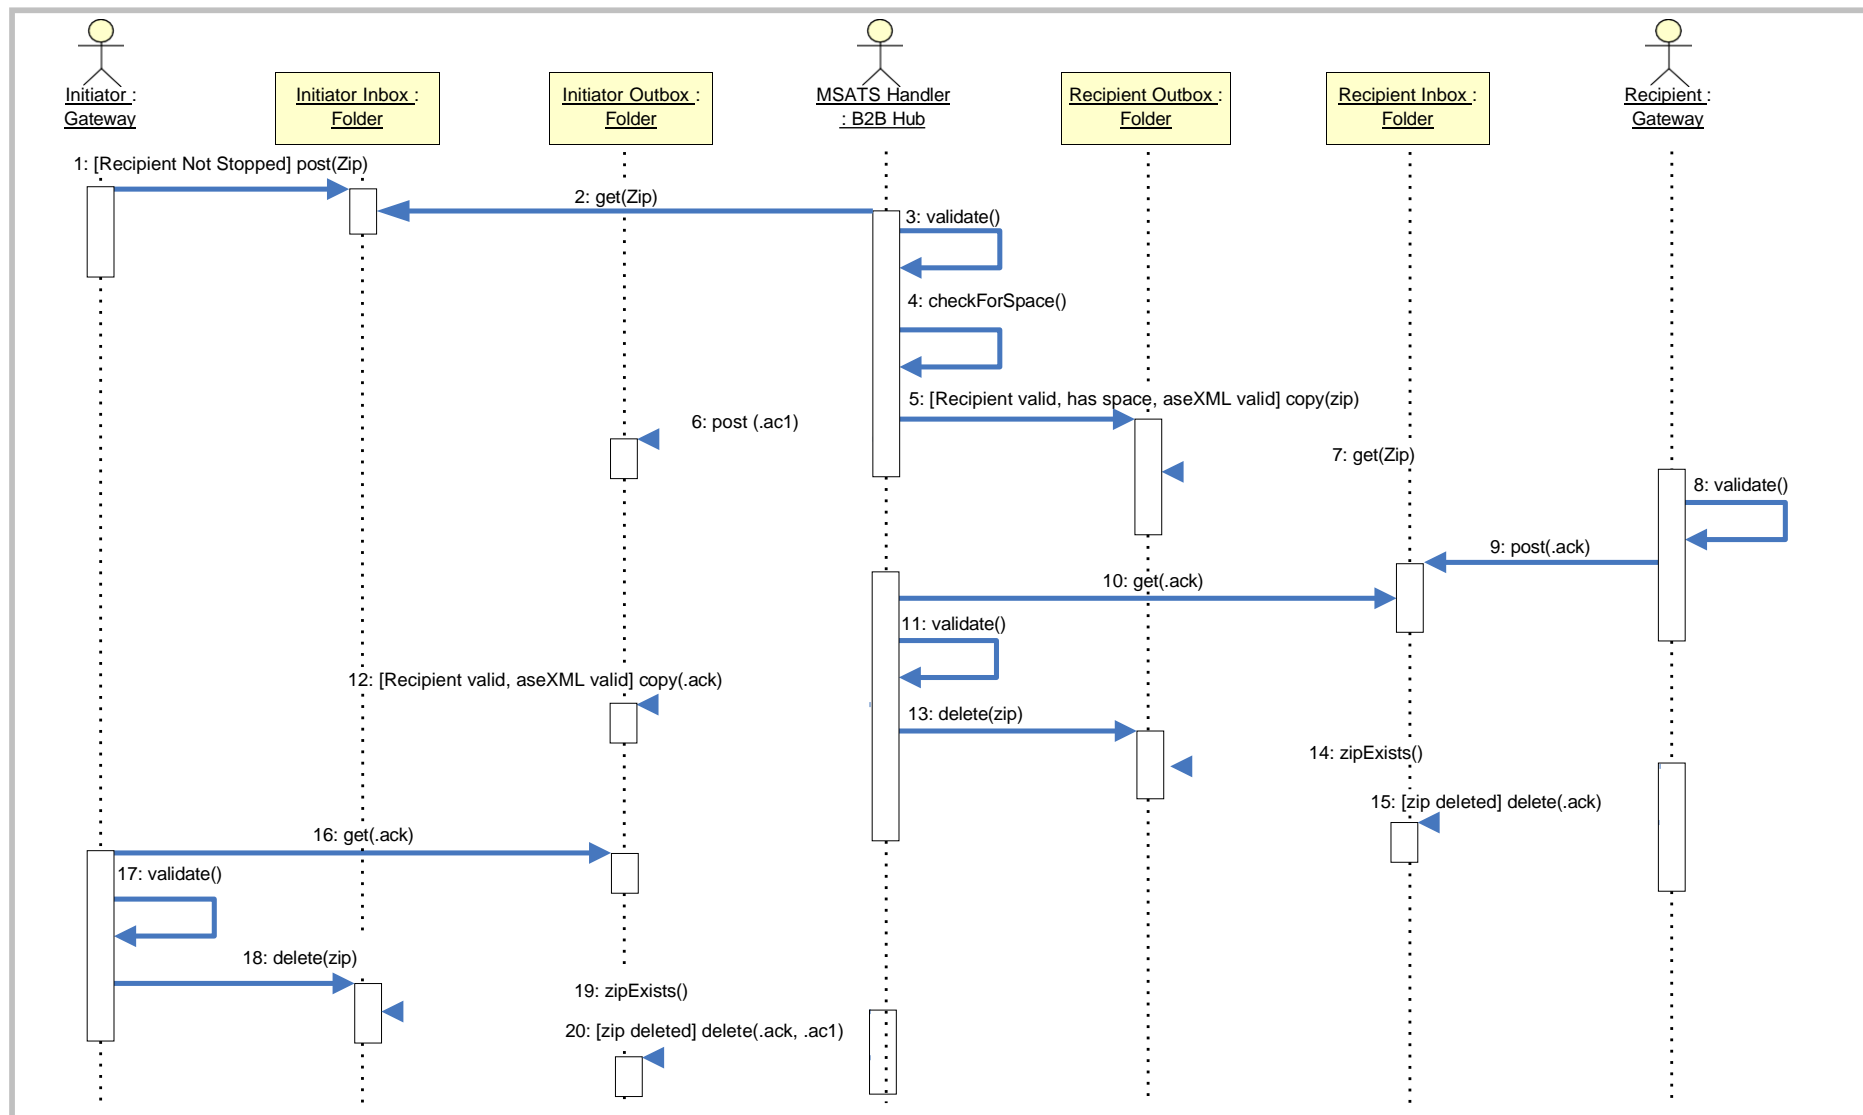 Initiator :
Gateway
Initiator Inbox :
Folder
Initiator Outbox :
Folder
MSATS Handler
: B2B Hub
Recipient Outbox :
Folder
Recipient Inbox :
Folder
Recipient :
Gateway
1: [Recipient Not Stopped] post(Zip)
2: get(Zip)
3: validate()
4: checkForSpace()
5: [Recipient valid, has space, aseXML valid] copy(zip)
6: post (.ac1)
7: get(Zip)
8: validate()
9: post(.ack)
10: get(.ack)
11: validate()
12: [Recipient valid, aseXML valid] copy(.ack)
13: delete(zip)
14: zipExists()
15: [zip deleted] delete(.ack)
16: get(.ack)
17: validate()
18: delete(zip)
19: zipExists()
20: [zip deleted] delete(.ack, .ac1)